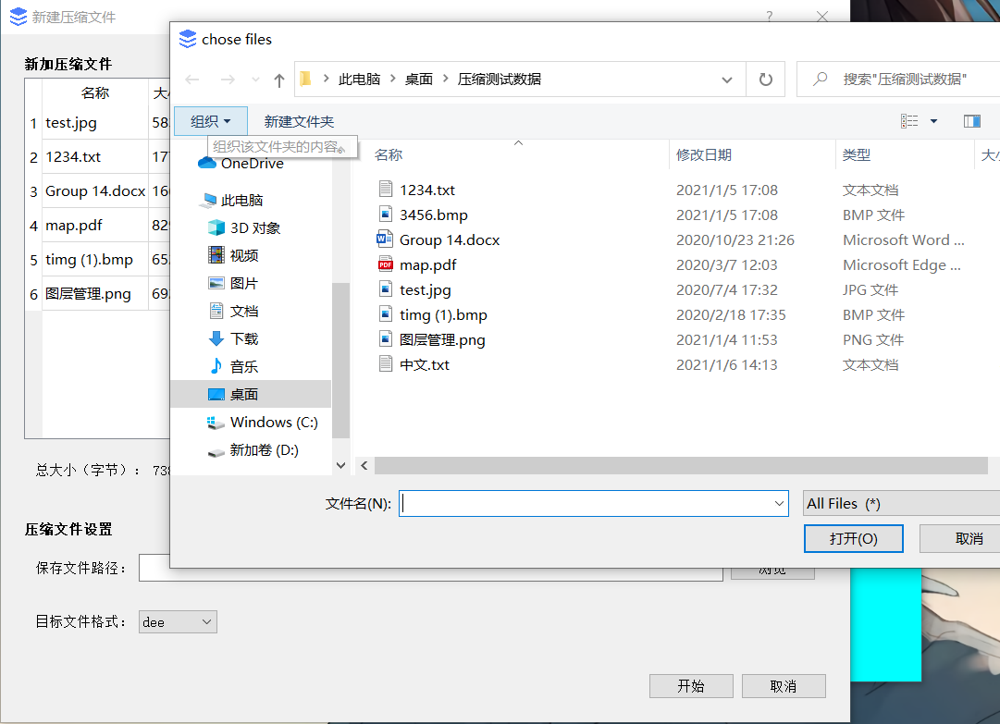 新建压缩文件
?
chose files
新加压缩文件
此电脑 > 桌面 > 压缩测试数据
搜索"压缩测试数据"
组织
新建文件夹
组织该文件夹的内容。
名称
1 test.jpg
2 1234.txt
3 Group 14.docx
4 map.pdf
5 timg (1).bmp
6 图层管理.png
OneDrive
此电脑
3D 对象
视频
图片
文档
下载
音乐
桌面
Windows (C:)
新加卷 (D:)
名称 修改日期 类型
1234.txt 2021/1/5 17:08 文本文档
3456.bmp 2021/1/5 17:08 BMP 文件
Group 14.docx 2020/10/23 21:26 Microsoft Word ...
map.pdf 2020/3/7 12:03 Microsoft Edge ...
test.jpg 2020/7/4 17:32 JPG 文件
timg (1).bmp 2020/2/18 17:35 BMP 文件
图层管理.png 2021/1/4 11:53 PNG 文件
中文.txt 2021/1/6 14:13 文本文档
总大小（字节）：
文件名(N):
All Files (*)
打开(O)
取消
压缩文件设置
保存文件路径：
浏览
目标文件格式：
dee
开始
取消